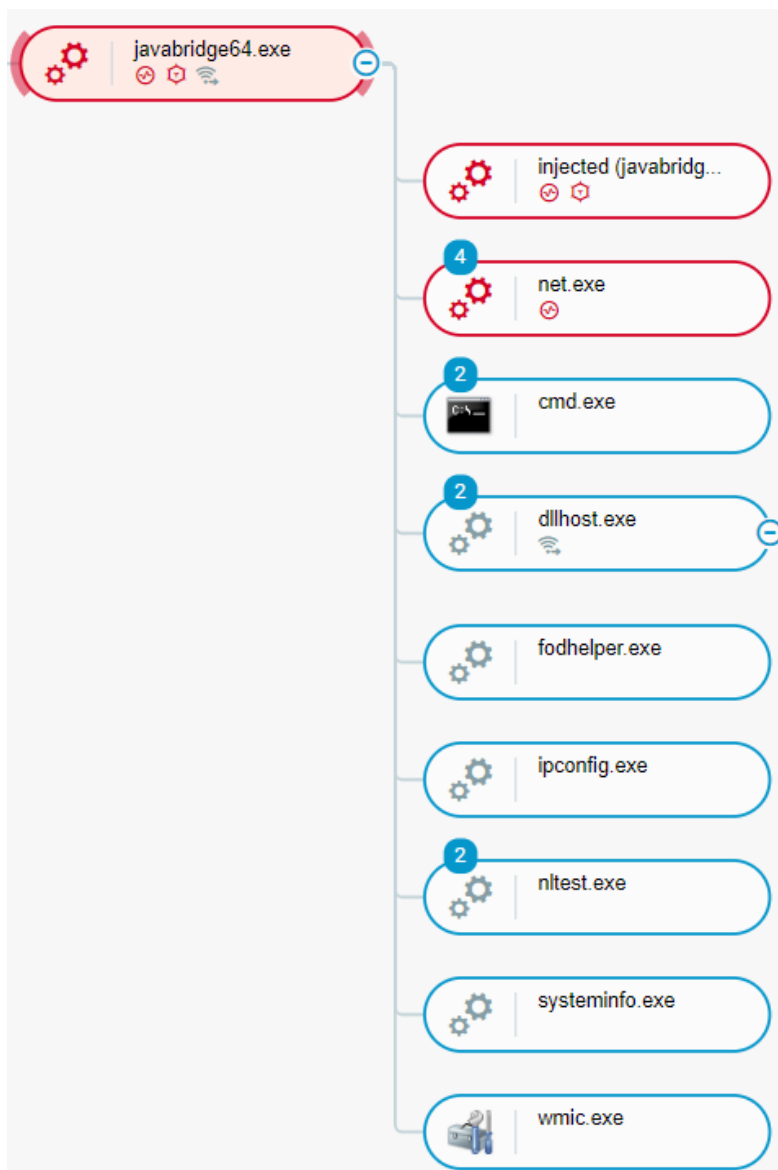 javabridge64.exe
injected (javabridg...
4
net.exe
2
cmd.exe
2
dllhost.exe
fodhelper.exe
ipconfig.exe
2
nltest.exe
systeminfo.exe
wmic.exe